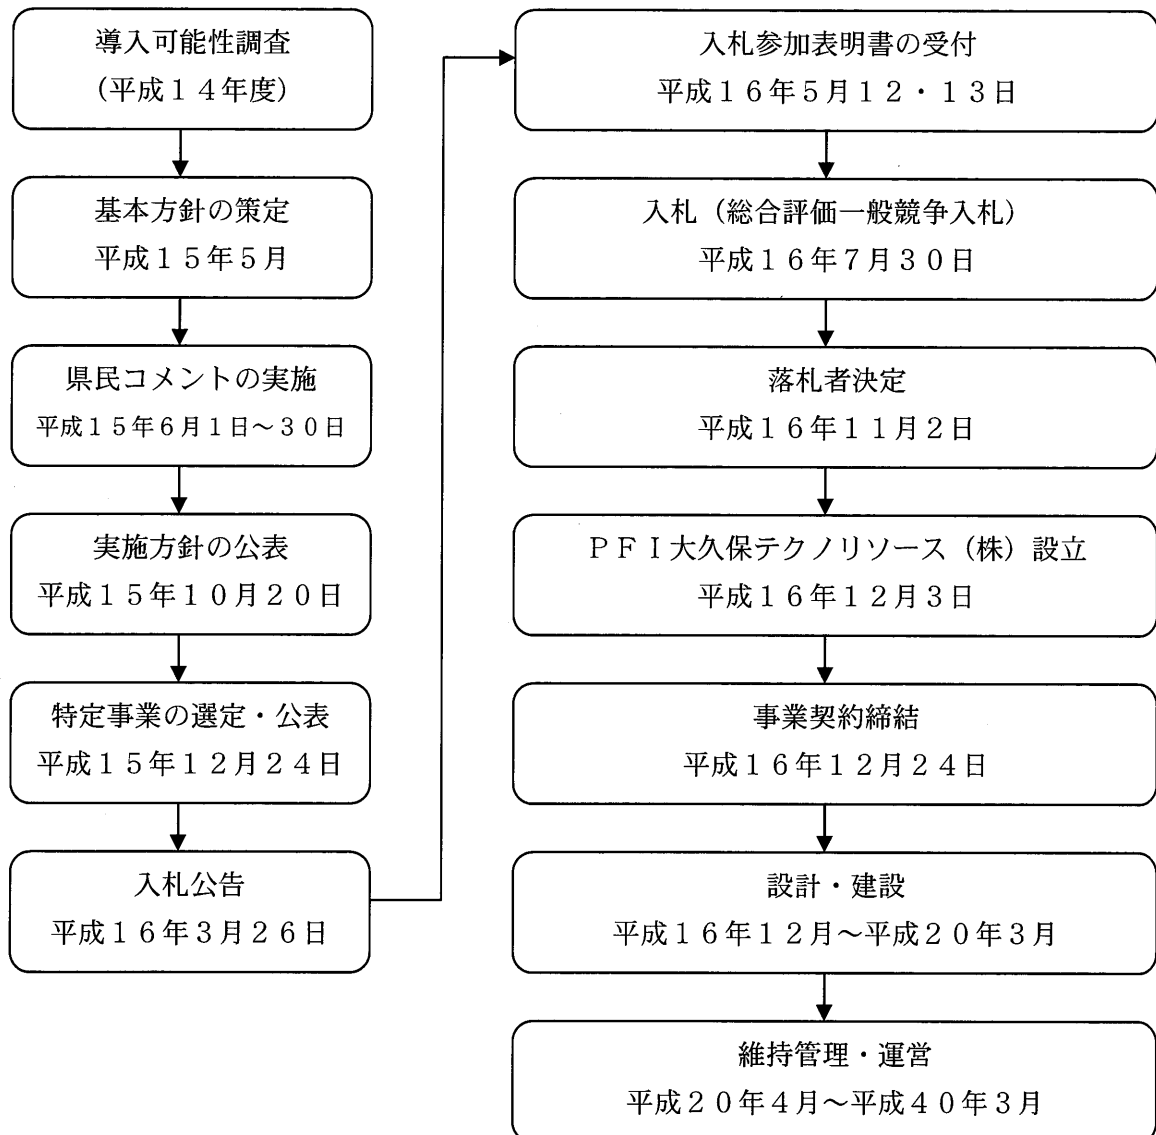 導入可能性調査
(平成１４年度)
基本方針の策定
平成１５年５月
県民コメントの実施
平成１５年６月１日～３０日
実施方針の公表
平成１５年１０月２０日
特定事業の選定・公表
平成１５年１２月２４日
入札公告
平成１６年３月２６日
入札参加表明書の受付
平成１６年５月１２・１３日
入札（総合評価一般競争入札）
平成１６年７月３０日
落札者決定
平成１６年１１月２日
ＰＦＩ大久保テクノリソース（株）設立
平成１６年１２月３日
事業契約締結
平成１６年１２月２４日
設計・建設
平成１６年１２月～平成２０年３月
維持管理・運営
平成２０年４月～平成４０年３月